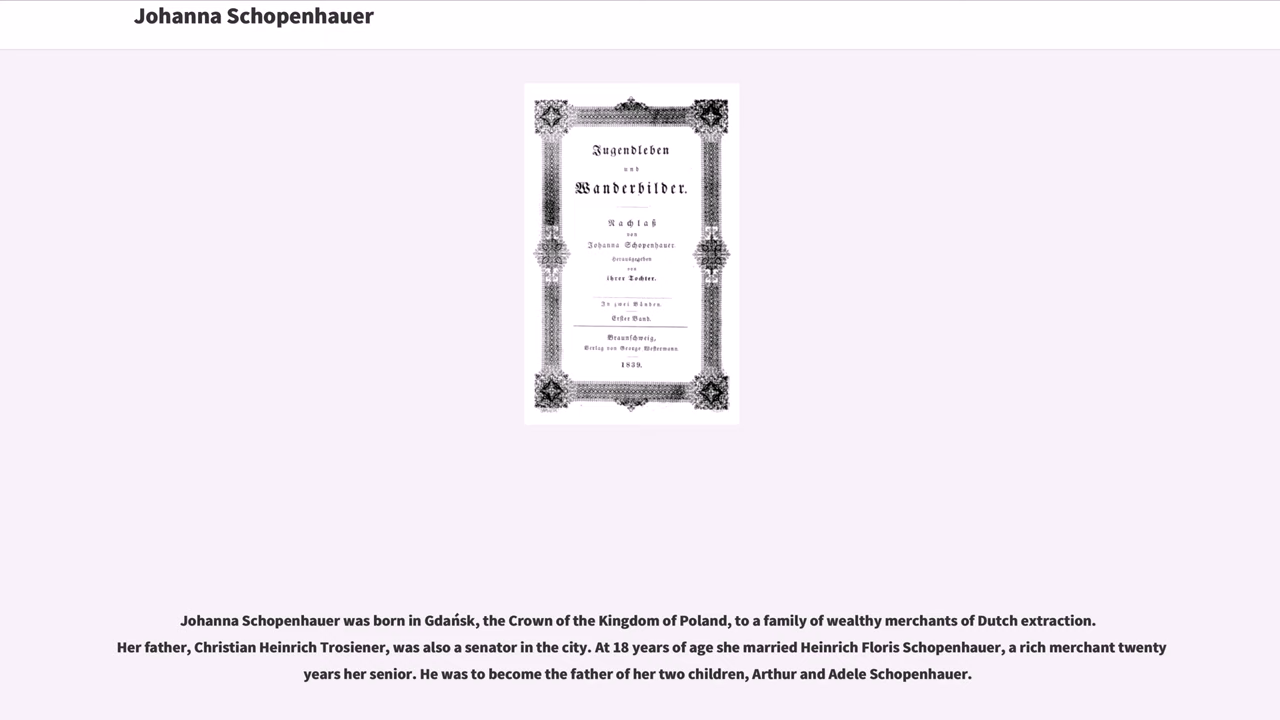 Johanna Schopenhauer
Jugendleben
und
Wanderbilder.
Nachlaß
von
Johanna Schopenhauer.
Herausgegeben
von
ihrer Tochter.
In zwei Bänden.
Erster Band.
Braunschweig,
Verlag von George Westermann.
1839.
Johanna Schopenhauer was born in Gdańsk, the Crown of the Kingdom of Poland, to a family of wealthy merchants of Dutch extraction.
Her father, Christian Heinrich Trosiener, was also a senator in the city. At 18 years of age she married Heinrich Floris Schopenhauer, a rich merchant twenty
years her senior. He was to become the father of her two children, Arthur and Adele Schopenhauer.